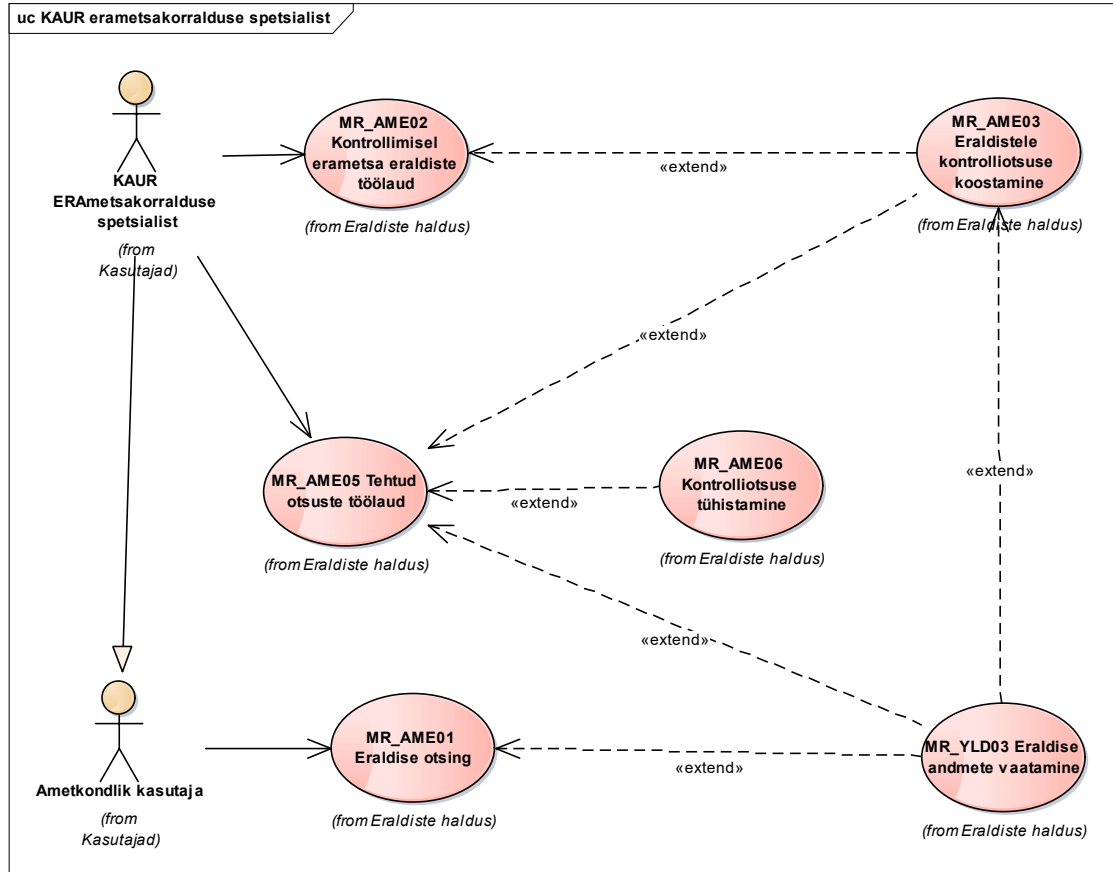 uc KAUR erametsakorralduse spetsialist
KAUR
ERAmetsakorralduse
spetsialist
(from
Kasutajad)
MR_AME02
Kontrollimisel
erametsa eraldiste
töölaud
(from Eraldiste haldus)
«extend»
MR_AME03
Eraldistele
kontrolliotsuse
koostamine
(from Eraldiste haldus)
«extend»
MR_AME05 Tehtud
otsuste töölaud
(from Eraldiste haldus)
«extend»
MR_AME06
Kontrolliotsuse
tühistamine
(from Eraldiste haldus)
«extend»
«extend»
Ametkondlik kasutaja
(from
Kasutajad)
MR_AME01
Eraldise otsing
(from Eraldiste haldus)
«extend»
MR_YLD03 Eraldise
andmete vaatamine
(from Eraldiste haldus)